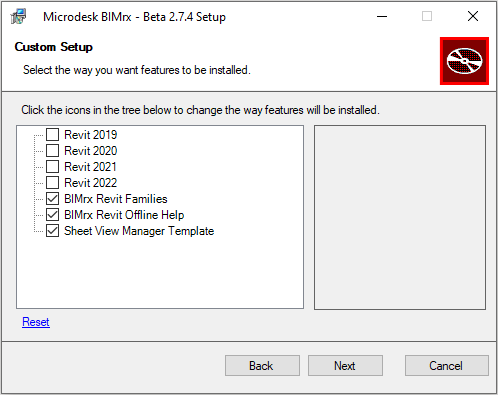 Microdesk BIMrx - Beta 2.7.4 Setup
Custom Setup
Select the way you want features to be installed.
Click the icons in the tree below to change the way features will be installed.
Revit 2019
Revit 2020
Revit 2021
Revit 2022
BIMrx Revit Families
BIMrx Revit Offline Help
Sheet View Manager Template
Reset
Back Next Cancel